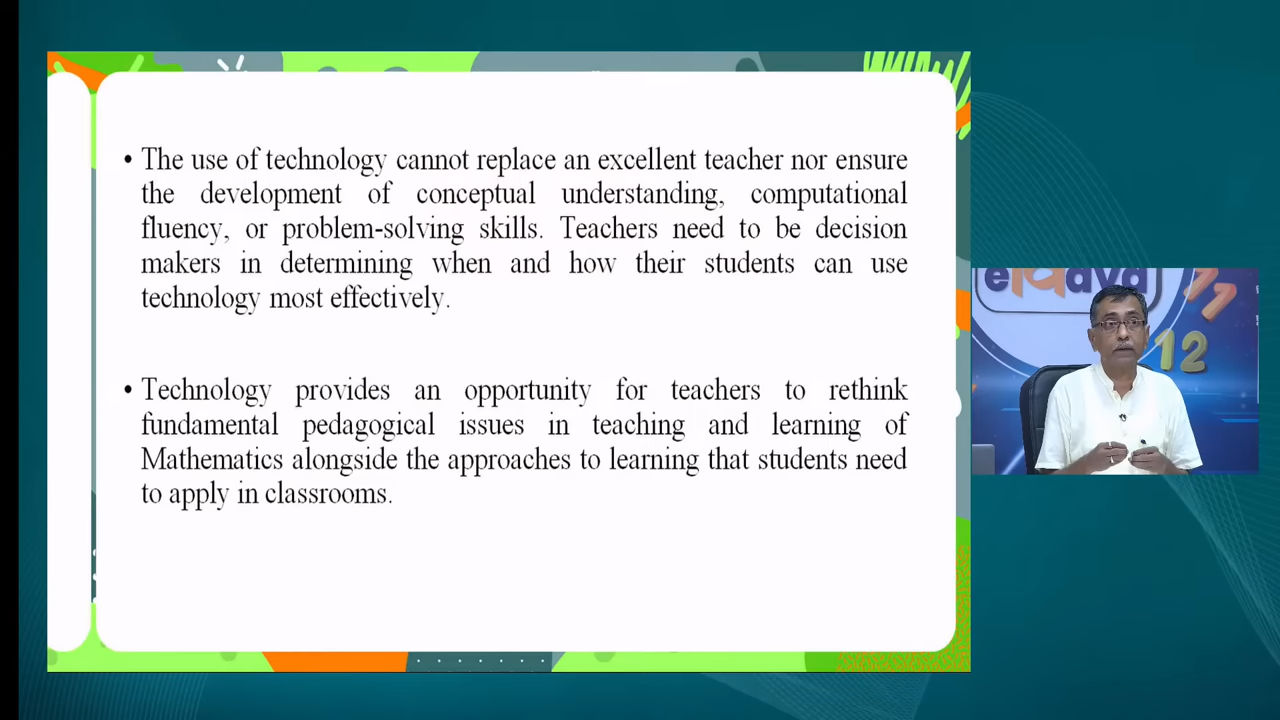 • The use of technology cannot replace an excellent teacher nor ensure
the development of conceptual understanding, computational
fluency, or problem-solving skills. Teachers need to be decision
makers in determining when and how their students can use
technology most effectively.
• Technology provides an opportunity for teachers to rethink
fundamental pedagogical issues in teaching and learning of
Mathematics alongside the approaches to learning that students need
to apply in classrooms.
12